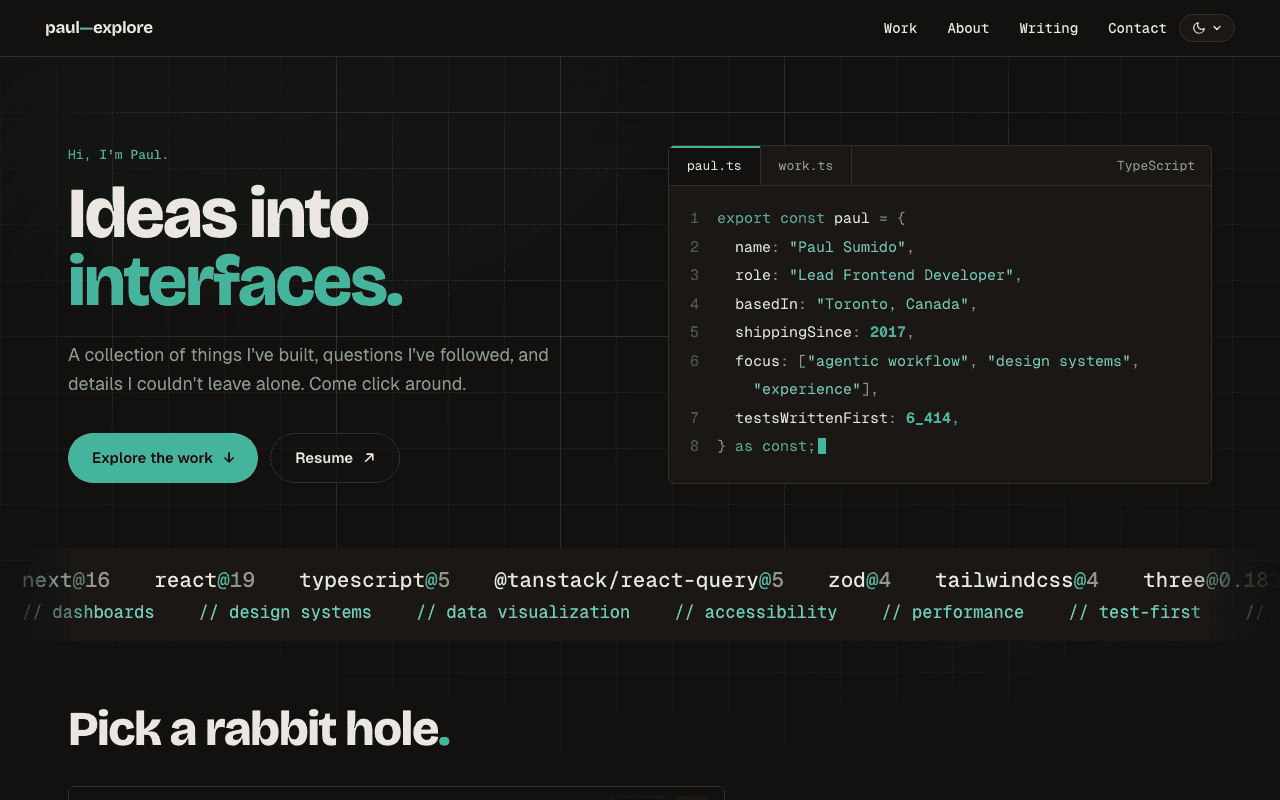 paul—explore
Work About Writing Contact
Hi, I'm Paul.
Ideas into
interfaces.
A collection of things I've built, questions I've followed, and
details I couldn't leave alone. Come click around.
Explore the work ↓ Resume ↗
paul.ts work.ts TypeScript
1 export const paul = {
2 name: "Paul Sumido",
3 role: "Lead Frontend Developer",
4 basedIn: "Toronto, Canada",
5 shippingSince: 2017,
6 focus: ["agentic workflow", "design systems",
"experience"],
7 testsWrittenFirst: 6_414,
8 } as const;
next@16 react@19 typescript@5 @tanstack/react-query@5 zod@4 tailwindcss@4 three@0.18
// dashboards // design systems // data visualization // accessibility // performance // test-first //
Pick a rabbit hole.